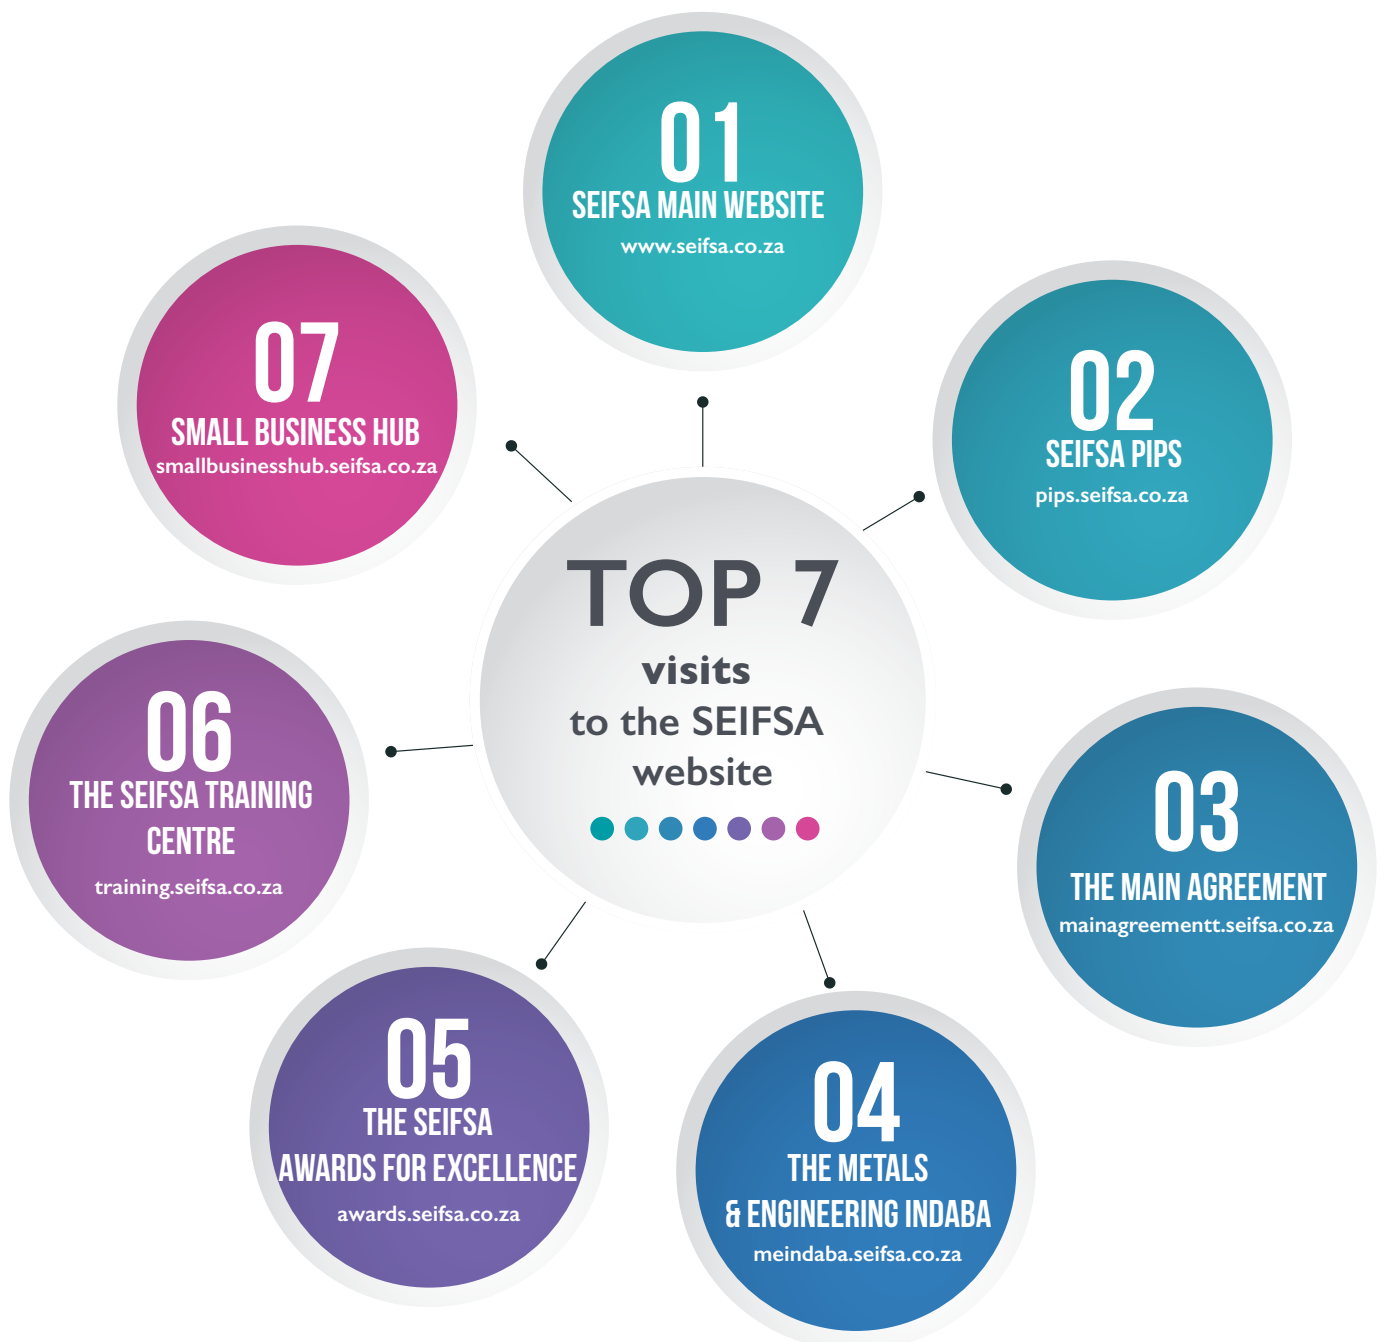 TOP 7
visits
to the SEIFSA
website
01
SEIFSA MAIN WEBSITE
www.seifsa.co.za
02
SEIFSA PIPS
pips.seifsa.co.za
03
THE MAIN AGREEMENT
mainagreementt.seifsa.co.za
04
THE METALS
& ENGINEERING INDABA
meindaba.seifsa.co.za
05
THE SEIFSA
AWARDS FOR EXCELLENCE
awards.seifsa.co.za
06
THE SEIFSA TRAINING
CENTRE
training.seifsa.co.za
07
SMALL BUSINESS HUB
smallbusinesshub.seifsa.co.za